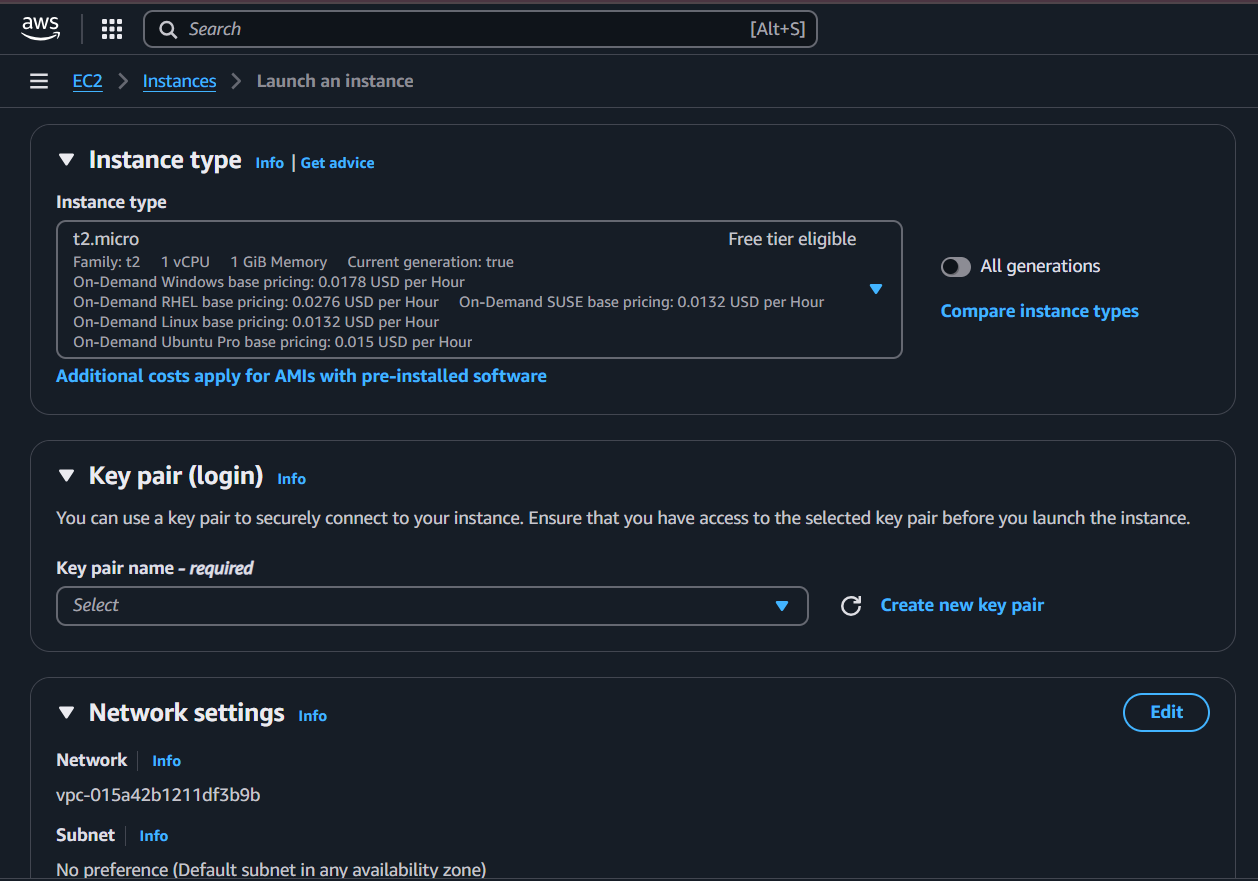 aws
Search [Alt+S]
EC2 > Instances > Launch an instance
Instance type Info | Get advice
Instance type
t2.micro Free tier eligible
Family: t2 1 vCPU 1 GiB Memory Current generation: true
On-Demand Windows base pricing: 0.0178 USD per Hour
On-Demand RHEL base pricing: 0.0276 USD per Hour On-Demand SUSE base pricing: 0.0132 USD per Hour
On-Demand Linux base pricing: 0.0132 USD per Hour
On-Demand Ubuntu Pro base pricing: 0.015 USD per Hour
All generations
Compare instance types
Additional costs apply for AMIs with pre-installed software
Key pair (login) Info
You can use a key pair to securely connect to your instance. Ensure that you have access to the selected key pair before you launch the instance.
Key pair name - required
Select
Create new key pair
Network settings Info
Edit
Network Info
vpc-015a42b1211df3b9b
Subnet Info
No preference (Default subnet in any availability zone)